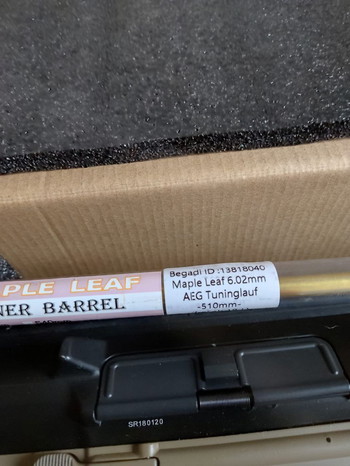 PLE LEAF
NER BARREL
Begadi ID :13818040
Maple Leaf 6.02mm
AEG Tuninglauf
-510mm-
SR180120